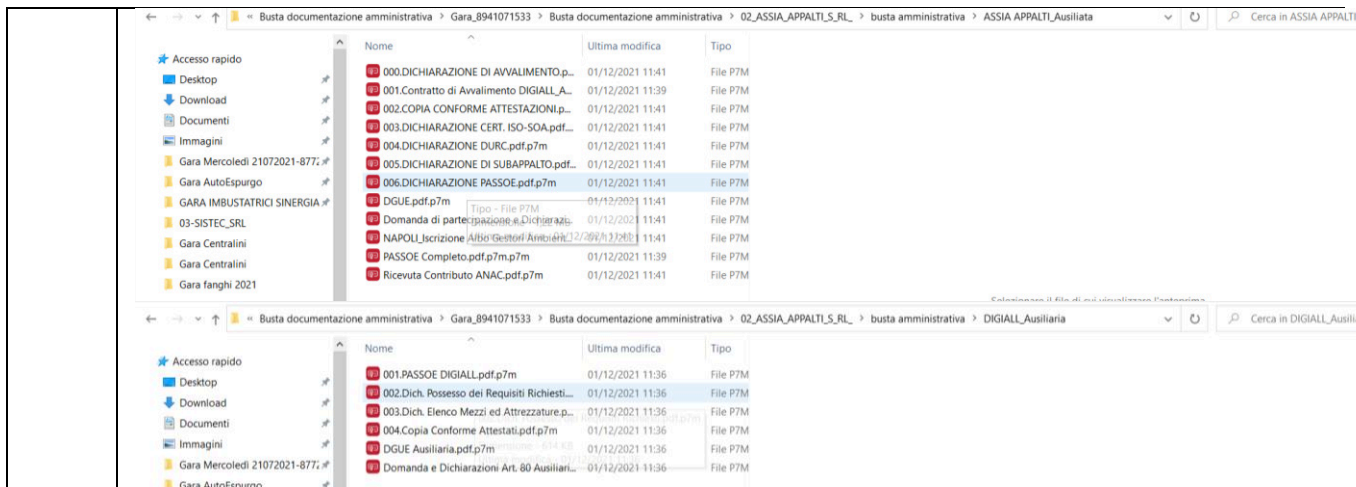 « Busta documentazione amministrativa > Gara_8941071533 > Busta documentazione amministrativa > 02_ASSIA_APPALTI_S_RL_ > busta amministrativa > ASSIA APPALTI_Ausiliata
Cerca in ASSIA APPALTI
Nome Ultima modifica Tipo
Accesso rapido
Desktop
Download
Documenti
Immagini
Gara Mercoledì 21072021-877
Gara AutoEspurgo
GARA IMBUSTATRICI SINERGIA
03-SISTEC_SRL
Gara Centralini
Gara Centralini
Gara fanghi 2021
000.DICHIARAZIONE DI AVVALIMENTO.p... 01/12/2021 11:41 File P7M
001.Contratto di Avvalimento DIGIALL_A... 01/12/2021 11:39 File P7M
002.COPIA CONFORME ATTESTAZIONI.p... 01/12/2021 11:41 File P7M
003.DICHIARAZIONE CERT. ISO-SOA.pdf... 01/12/2021 11:41 File P7M
004.DICHIARAZIONE DURC.pdf.p7m 01/12/2021 11:41 File P7M
005.DICHIARAZIONE DI SUBAPPALTO.pdf... 01/12/2021 11:41 File P7M
006.DICHIARAZIONE PASSOE.pdf.p7m 01/12/2021 11:41 File P7M
DGUE.pdf.p7m 01/12/2021 11:41 File P7M
Tipo - File P7M
Domanda di partecipazione e Dichiarazi... 01/12/2021 11:41 File P7M
NAPOLI_Iscrizione Albo Gestori Ambient... 01/12/2021 11:41 File P7M
PASSOE Completo.pdf.p7m.p7m 01/12/2021 11:39 File P7M
Ricevuta Contributo ANAC.pdf.p7m 01/12/2021 11:41 File P7M
Selezionare il file di cui visualizzare l'anteprima
« Busta documentazione amministrativa > Gara_8941071533 > Busta documentazione amministrativa > 02_ASSIA_APPALTI_S_RL_ > busta amministrativa > DIGIALL_Ausiliaria
Cerca in DIGIALL_Ausili
Nome Ultima modifica Tipo
Accesso rapido
Desktop
Download
Documenti
Immagini
Gara Mercoledì 21072021-877
Gara AutoEspurgo
001.PASSOE DIGIALL.pdf.p7m 01/12/2021 11:36 File P7M
002.Dich. Possesso dei Requisiti Richiesti.... 01/12/2021 11:36 File P7M
003.Dich. Elenco Mezzi ed Attrezzature.p... 01/12/2021 11:36 File P7M
004.Copia Conforme Attestati.pdf.p7m 01/12/2021 11:36 File P7M
DGUE Ausiliaria.pdf.p7m 01/12/2021 11:36 File P7M
Domanda e Dichiarazioni Art. 80 Ausiliari... 01/12/2021 11:36 File P7M